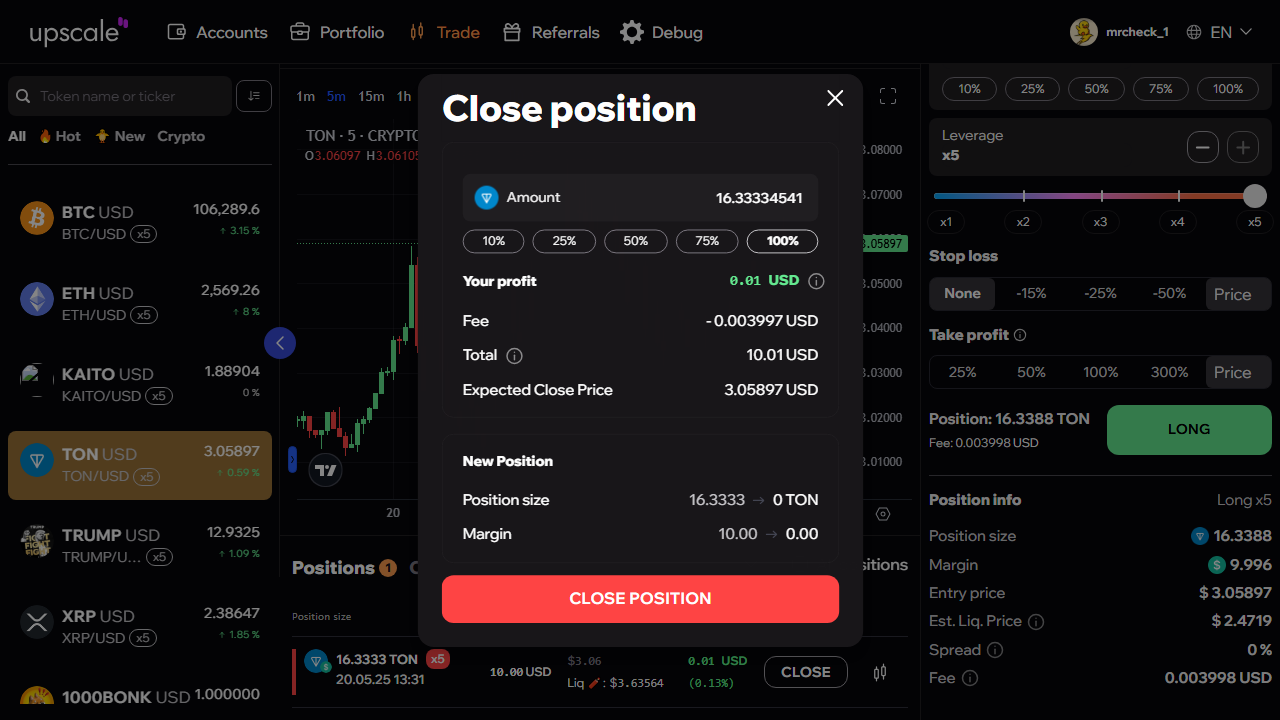 upscale
Accounts
Portfolio
Trade
Referrals
Debug
mrcheck_1
EN
Token name or ticker
All
Hot
New
Crypto
BTC USD
BTC/USD x5
106,289.6
↑ 3.15 %
ETH USD
ETH/USD x5
2,569.26
↑ 8 %
KAITO USD
KAITO/USD x5
1.88904
0 %
TON USD
TON/USD x5
3.05897
↑ 0.59 %
TRUMP USD
TRUMP/U... x5
12.9325
↑ 1.09 %
XRP USD
XRP/USD x5
2.38647
↑ 1.85 %
1000BONK USD
1.000000
1m 5m 15m 1h
TON · 5 · CRYPTO
O3.06097 H3.06105
3.08000
3.07000
3.05897
3.05000
3.04000
3.03000
3.02000
3.01000
20
Close position
Amount
16.33334541
10%
25%
50%
75%
100%
Your profit
0.01 USD
Fee
-0.003997 USD
Total
10.01 USD
Expected Close Price
3.05897 USD
New Position
Position size
16.3333 → 0 TON
Margin
10.00 → 0.00
CLOSE POSITION
Positions 1
Position size
16.3333 TON x5
20.05.25 13:31
10.00 USD
$3.06
Liq : $3.63564
0.01 USD
(0.13%)
CLOSE
10%
25%
50%
75%
100%
Leverage
x5
x1
x2
x3
x4
x5
Stop loss
None
-15%
-25%
-50%
Price
Take profit
25%
50%
100%
300%
Price
Position: 16.3388 TON
Fee: 0.003998 USD
LONG
Position info
Long x5
Position size
16.3388
Margin
9.996
Entry price
$ 3.05897
Est. Liq. Price
$ 2.4719
Spread
0 %
Fee
0.003998 USD